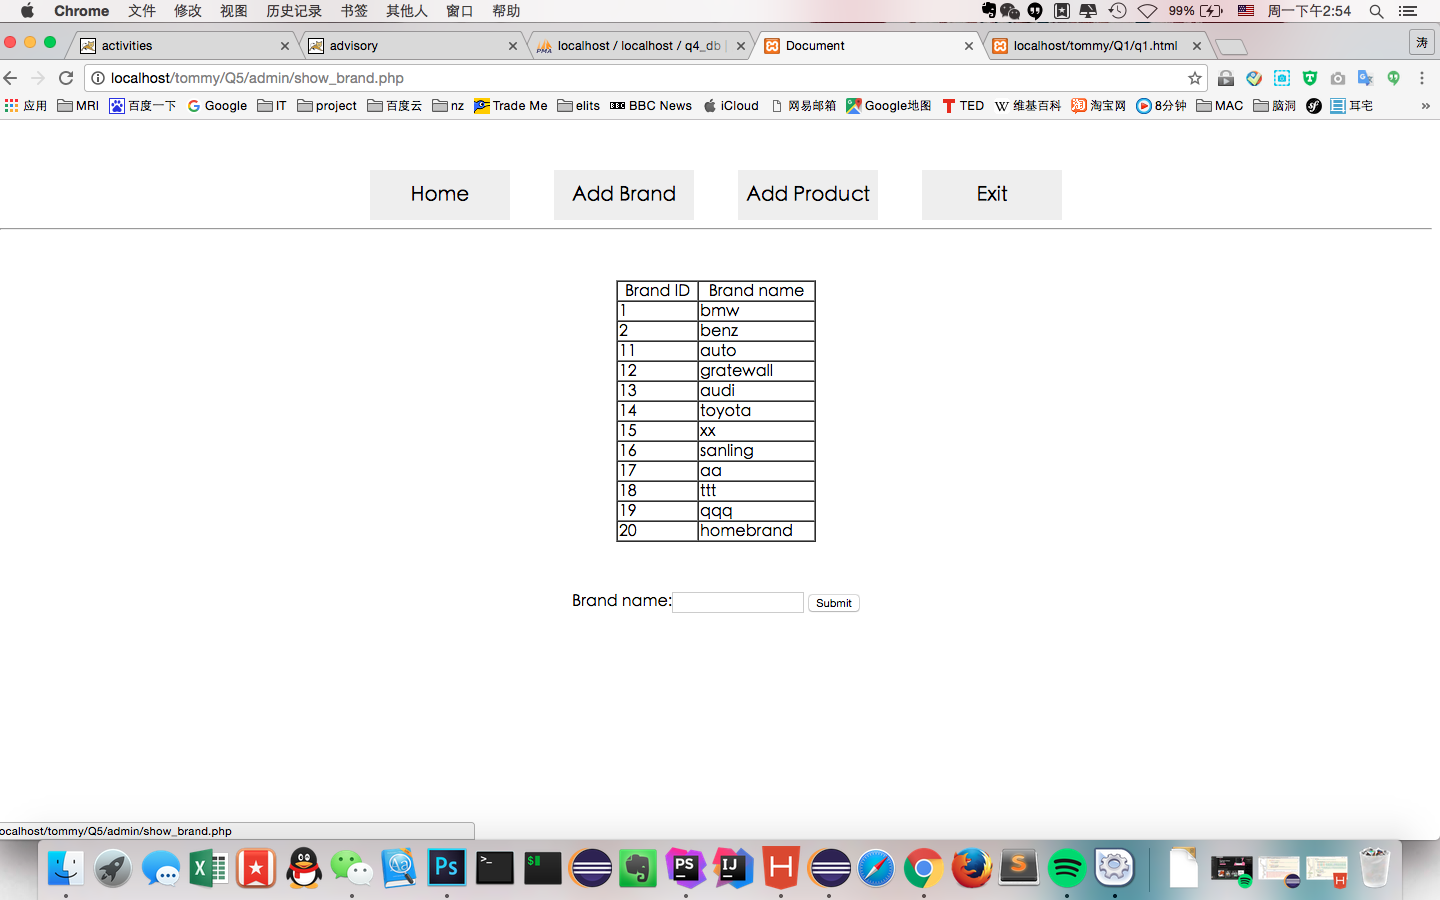 Chrome 文件 修改 视图 历史记录 书签 其他人 窗口 帮助 99% 周一下午2:54
activities advisory localhost / localhost / q4_db Document localhost/tommy/Q1/q1.html 涛
localhost/tommy/Q5/admin/show_brand.php
应用 MRI 百度一下 Google IT project 百度云 nz Trade Me elits BBC BBC News iCloud 网易邮箱 Google地图 TED W 维基百科 淘 淘宝网 8分钟 MAC 脑洞 耳宅 »
Home Add Brand Add Product Exit
Brand ID Brand name
1 bmw
2 benz
11 auto
12 gratewall
13 audi
14 toyota
15 xx
16 sanling
17 aa
18 ttt
19 qqq
20 homebrand
Brand name: Submit
ocalhost/tommy/Q5/admin/show_brand.php
Ps >_ $ PS IJ H S